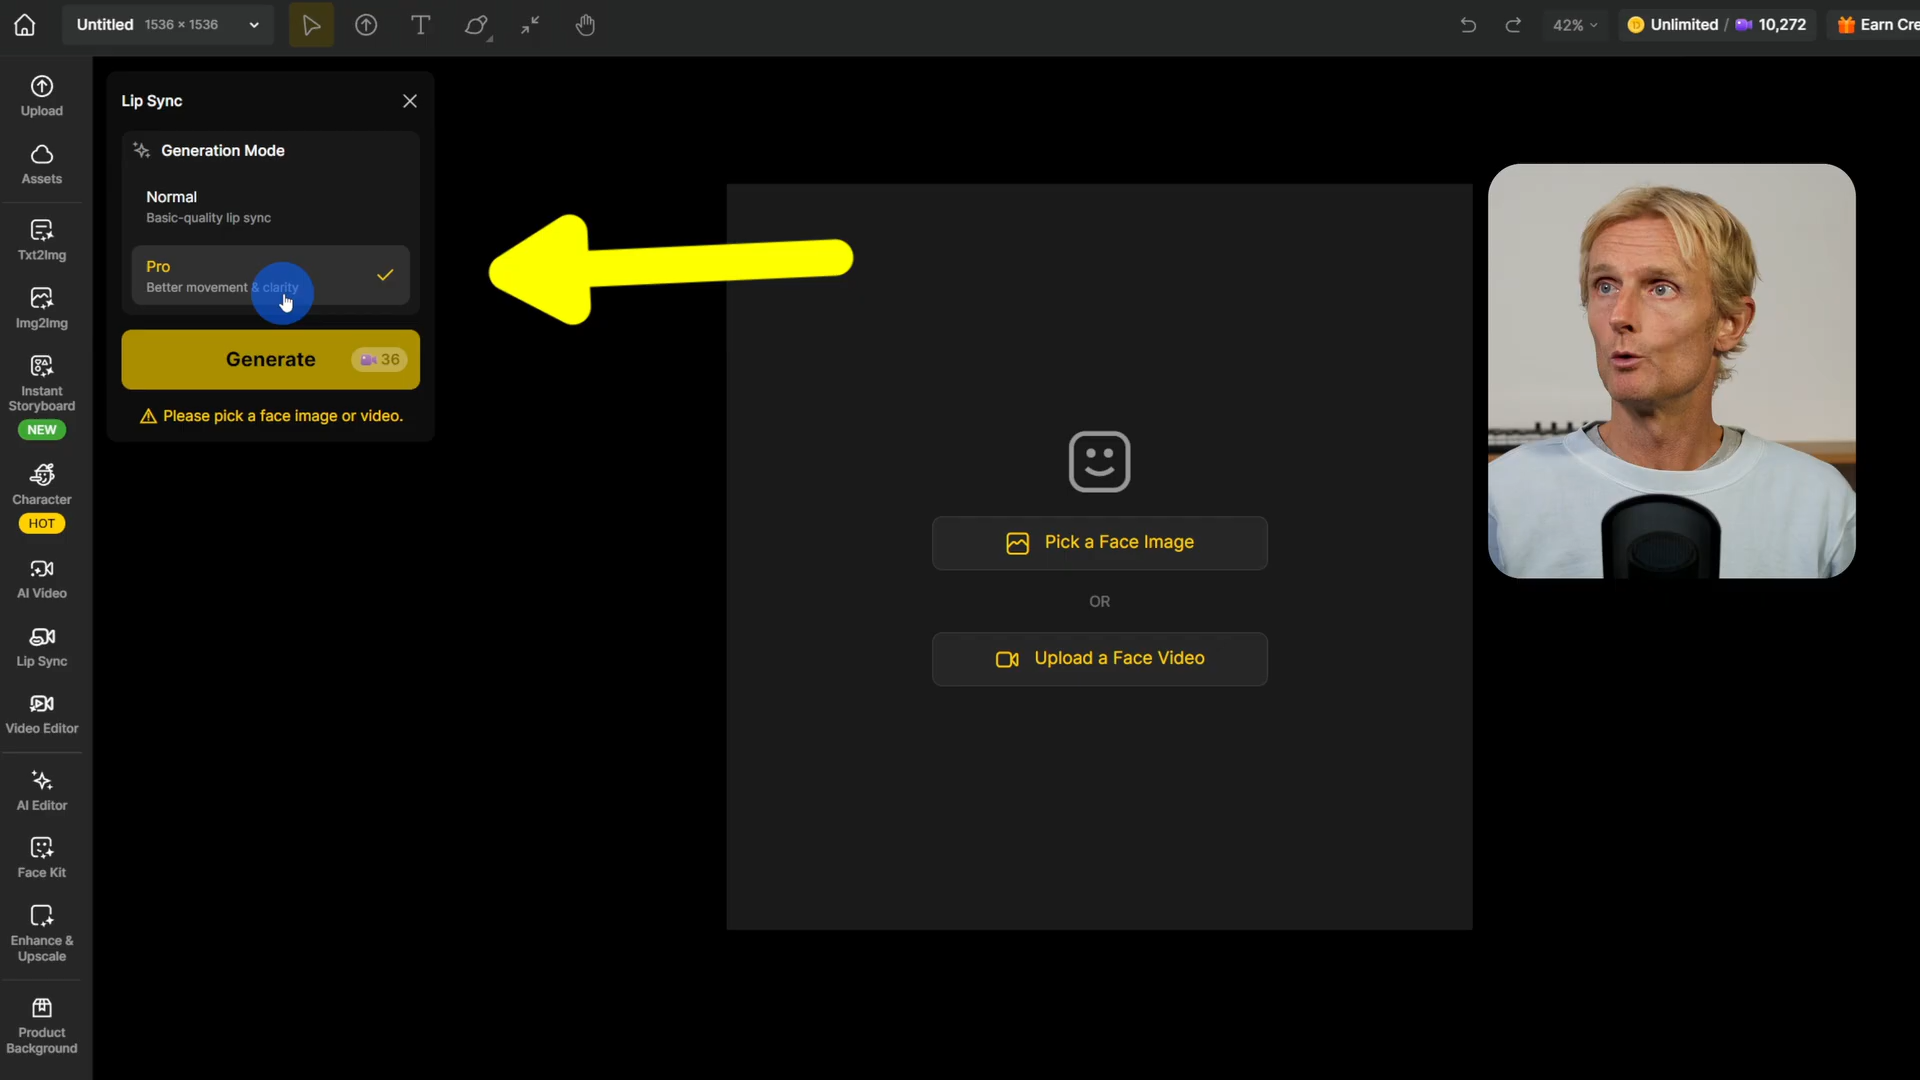 Untitled 1536 × 1536
42%
Unlimited / 10,272
Earn Cre
Upload
Assets
Txt2Img
Img2Img
Instant
Storyboard
NEW
Character
HOT
AI Video
Lip Sync
Video Editor
AI Editor
Face Kit
Enhance &
Upscale
Product
Background
Lip Sync
Generation Mode
Normal
Basic-quality lip sync
Pro
Better movement & clarity
Generate 36
Please pick a face image or video.
Pick a Face Image
OR
Upload a Face Video